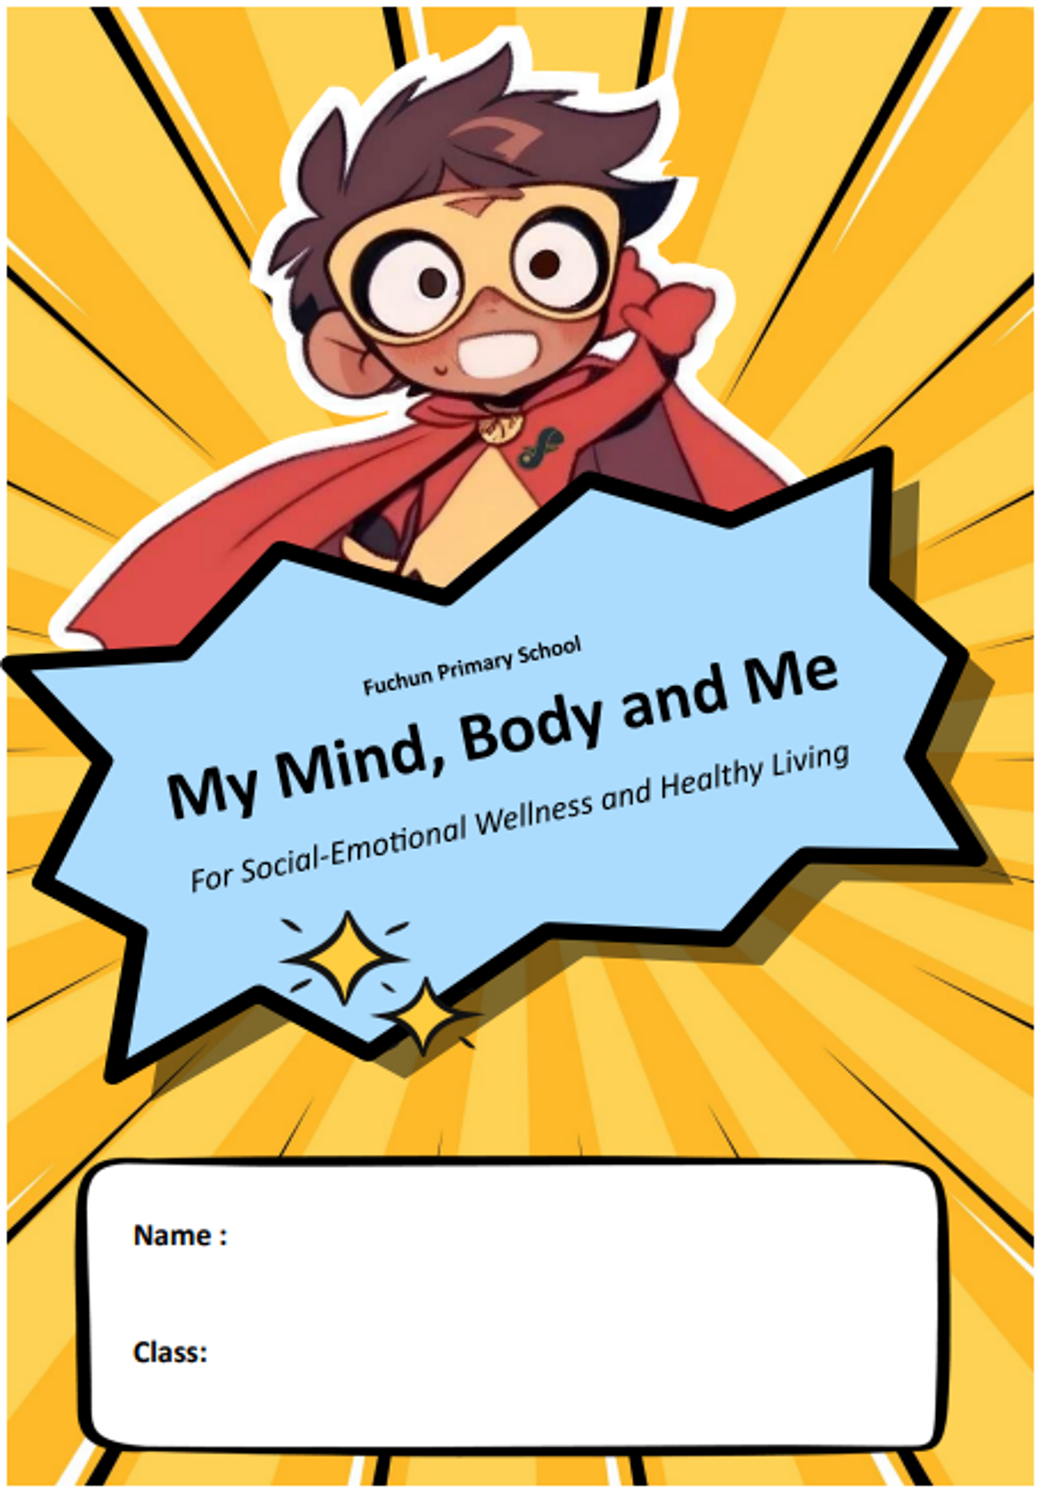 Fuchun Primary School
My Mind, Body and Me
For Social-Emotional Wellness and Healthy Living
Name :
Class: